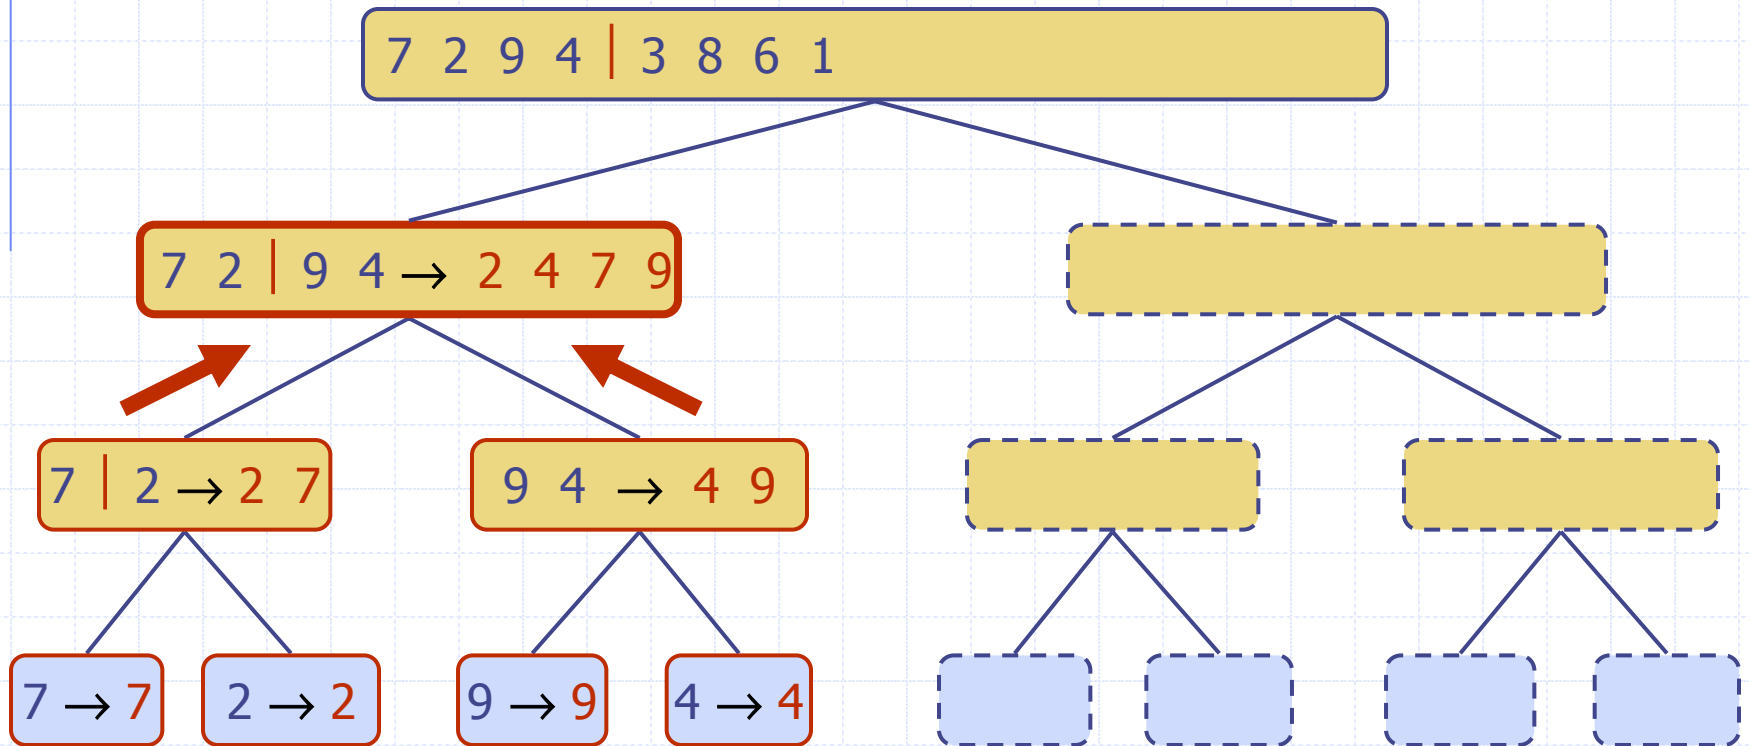 7 2 9 4 | 3 8 6 1
7 2 | 9 4 → 2 4 7 9
7 | 2 → 2 7
9 4 → 4 9
7 → 7
2 → 2
9 → 9
4 → 4